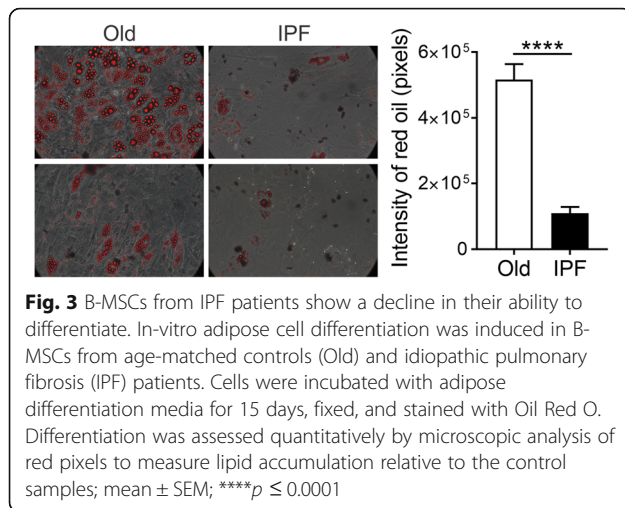 Old
IPF
Intensity of red oil (pixels)
6×10⁵
4×10⁵
2×10⁵
0
****
Old
IPF
Fig. 3 B-MSCs from IPF patients show a decline in their ability to
differentiate. In-vitro adipose cell differentiation was induced in B-
MSCs from age-matched controls (Old) and idiopathic pulmonary
fibrosis (IPF) patients. Cells were incubated with adipose
differentiation media for 15 days, fixed, and stained with Oil Red O.
Differentiation was assessed quantitatively by microscopic analysis of
red pixels to measure lipid accumulation relative to the control
samples; mean ± SEM; ****p ≤ 0.0001